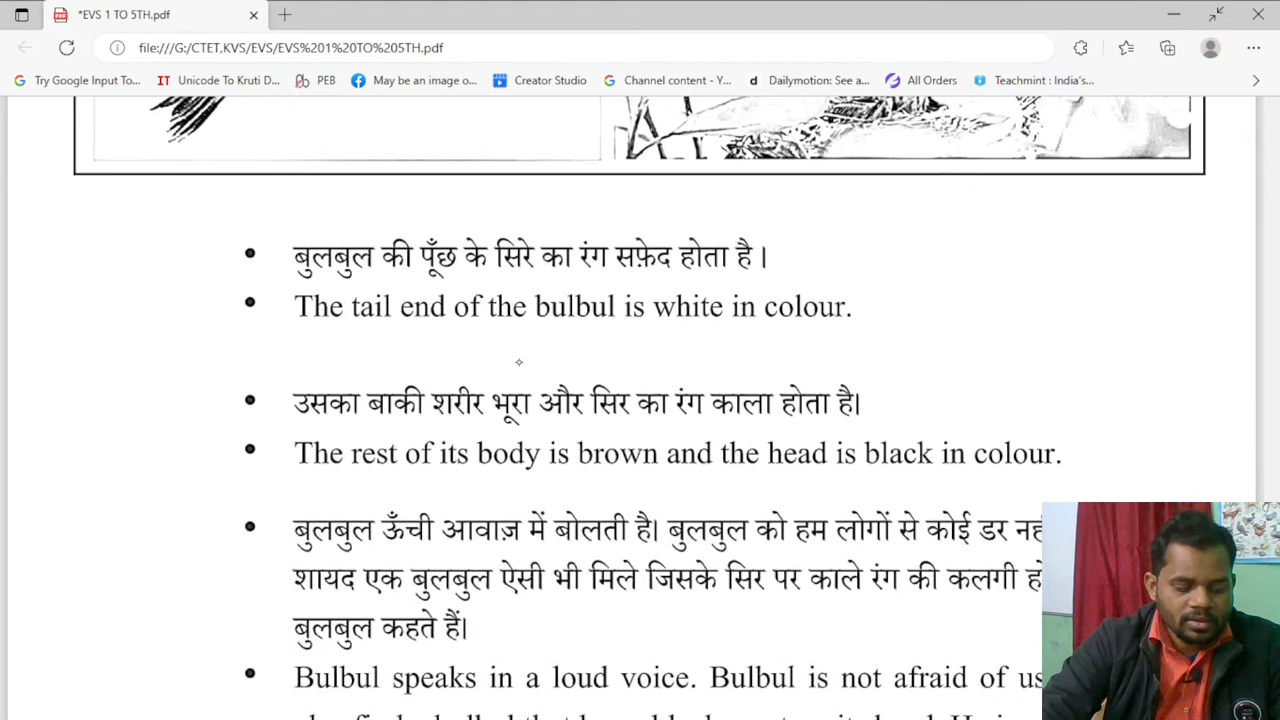 *EVS 1 TO 5TH.pdf
file:///G:/CTET,KVS/EVS/EVS%201%20TO%205TH.pdf
Try Google Input To... Unicode To Kruti D... PEB May be an image o... Creator Studio Channel content - Y... Dailymotion: See a... All Orders Teachmint : India's...
बुलबुल की पूँछ के सिरे का रंग सफ़ेद होता है ।
The tail end of the bulbul is white in colour.
उसका बाकी शरीर भूरा और सिर का रंग काला होता है।
The rest of its body is brown and the head is black in colour.
बुलबुल ऊँची आवाज़ में बोलती है। बुलबुल को हम लोगों से कोई डर
शायद एक बुलबुल ऐसी भी मिले जिसके सिर पर काले रंग की कलगी
बुलबुल कहते हैं।
Bulbul speaks in a loud voice. Bulbul is not afraid of us